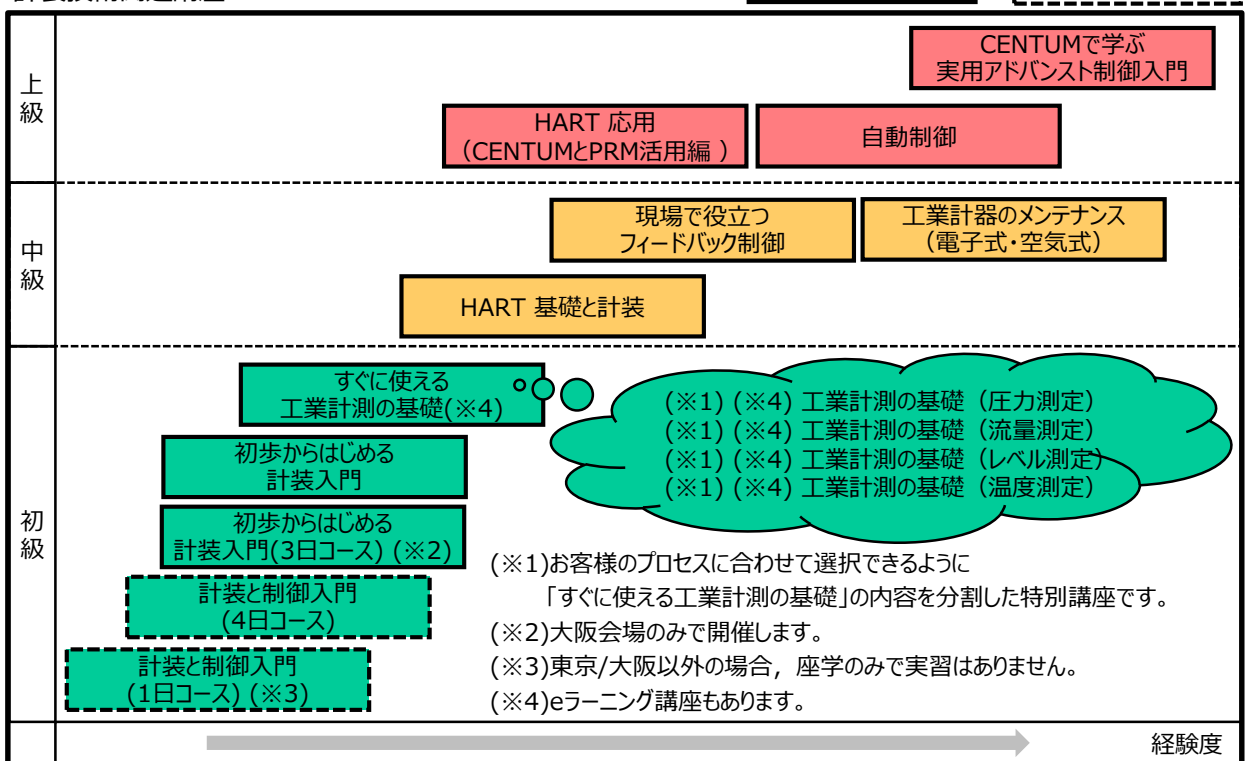 上級
CENTUMで学ぶ
実用アドバンスト制御入門
HART 応用
(CENTUMとPRM活用編 )
自動制御
中級
現場で役立つ
フィードバック制御
工業計器のメンテナンス
(電子式・空気式)
HART 基礎と計装
初級
すぐに使える
工業計測の基礎(※4)
(※1) (※4) 工業計測の基礎 (圧力測定)
(※1) (※4) 工業計測の基礎 (流量測定)
(※1) (※4) 工業計測の基礎 (レベル測定)
(※1) (※4) 工業計測の基礎 (温度測定)
初歩からはじめる
計装入門
初歩からはじめる
計装入門(3日コース) (※2)
計装と制御入門
(4日コース)
計装と制御入門
(1日コース) (※3)
(※1)お客様のプロセスに合わせて選択できるように
「すぐに使える工業計測の基礎」の内容を分割した特別講座です。
(※2)大阪会場のみで開催します。
(※3)東京/大阪以外の場合, 座学のみで実習はありません。
(※4)eラーニング講座もあります。
経験度